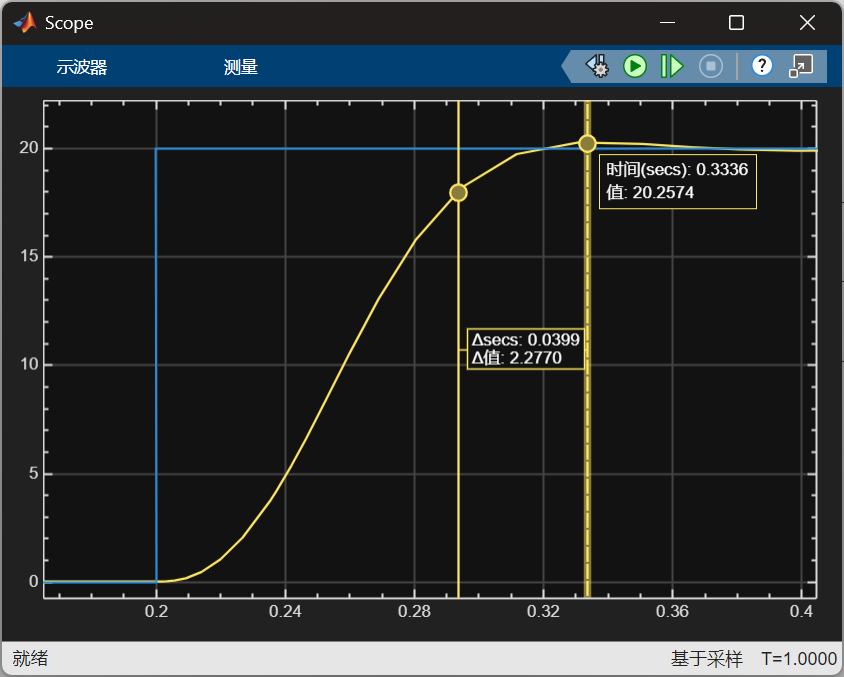 Scope
示波器 测量
20
15
10
5
0
时间(secs): 0.3336
值: 20.2574
Δsecs: 0.0399
Δ值: 2.2770
0.2 0.24 0.28 0.32 0.36 0.4
就绪 基于采样 T=1.0000